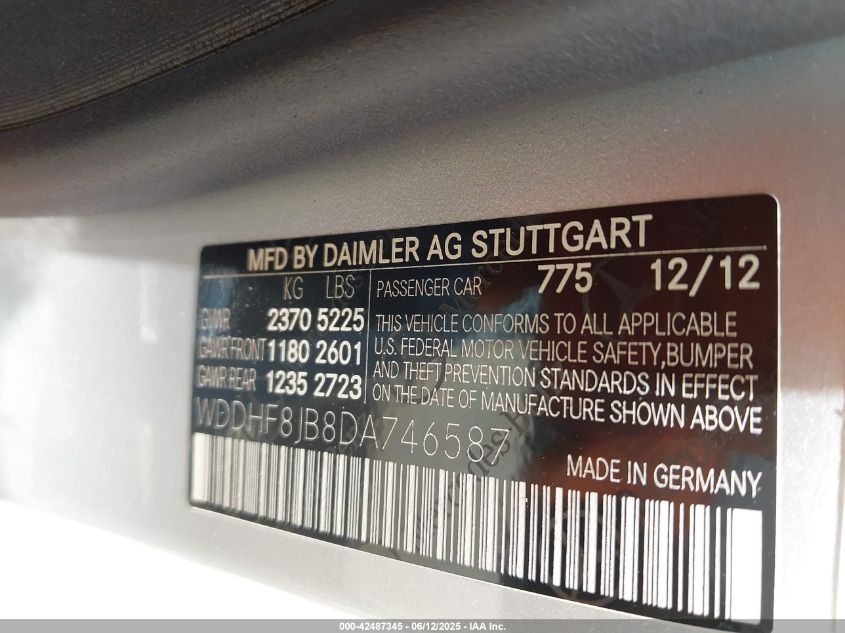 MFD BY DAIMLER AG STUTTGART
KG LBS
GVWR 2370 5225
GAWR FRONT 1180 2601
GAWR REAR 1235 2723
PASSENGER CAR 775 12/12
THIS VEHICLE CONFORMS TO ALL APPLICABLE
U.S. FEDERAL MOTOR VEHICLE SAFETY,BUMPER
AND THEFT PREVENTION STANDARDS IN EFFECT
ON THE DATE OF MANUFACTURE SHOWN ABOVE
WDDHF8JB8DA746587
MADE IN GERMANY
000-42487345 - 06/12/2025 - IAA Inc.